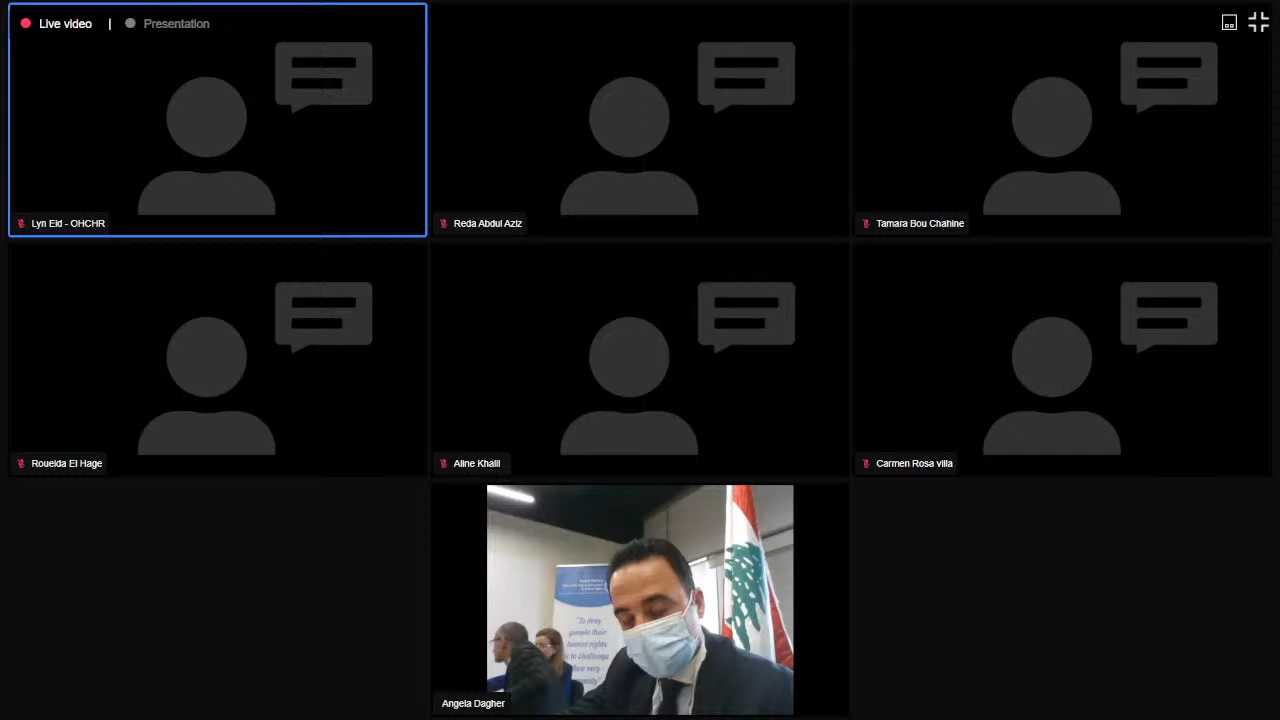 Live video | Presentation
Lyn Eid - OHCHR
Reda Abdul Aziz
Tamara Bou Chahine
Roueida El Hage
Aline Khalil
Carmen Rosa villa
"To deny
people their
human rights
is to challenge
their very
Angela Dagher